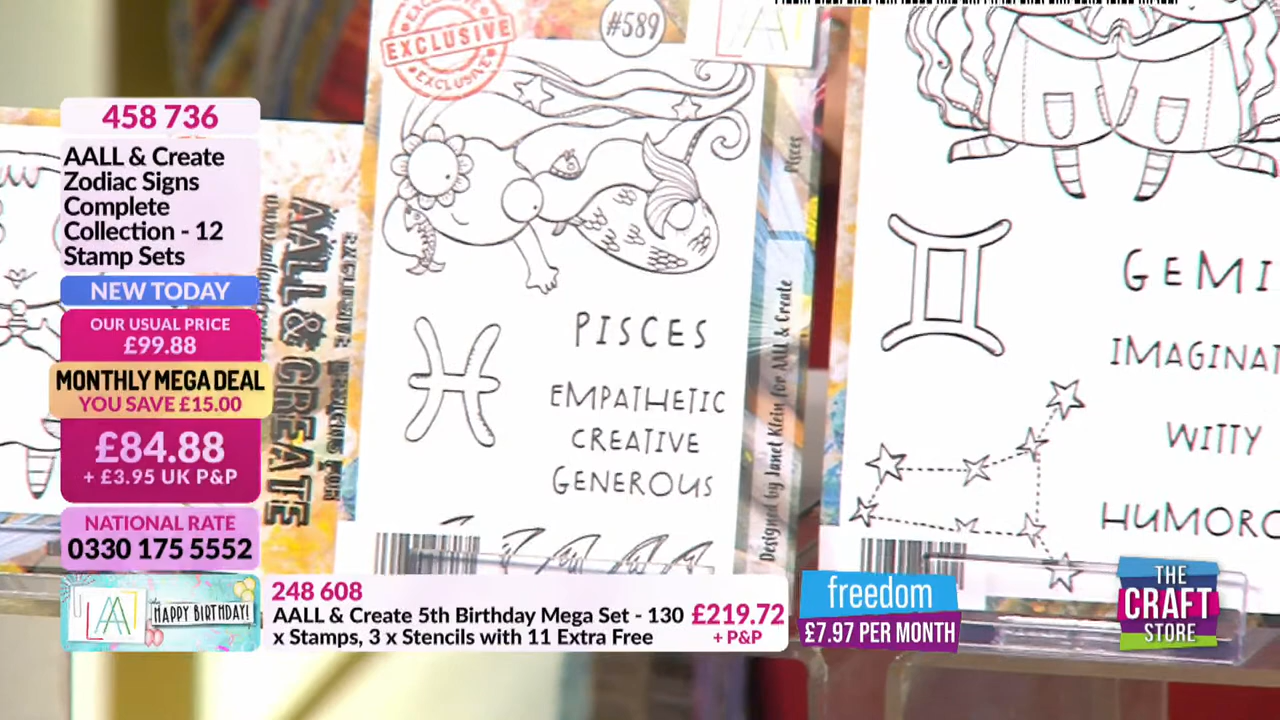 458 736
AALL & Create
Zodiac Signs
Complete
Collection - 12
Stamp Sets
NEW TODAY
OUR USUAL PRICE
£99.88
MONTHLY MEGA DEAL
YOU SAVE £15.00
£84.88
+ £3.95 UK P&P
NATIONAL RATE
0330 175 5552
AALL & CREATE
EXCLUSIVE
EXCLUSIVE
#589
PISCES
EMPATHETIC
CREATIVE
GENEROUS
Pisces
Designed by Janet Klein for AALL & Create
GEMI
IMAGINAT
WITTY
HUMORO
HAPPY BIRTHDAY!
248 608
AALL & Create 5th Birthday Mega Set - 130
x Stamps, 3 x Stencils with 11 Extra Free
£219.72
+ P&P
freedom
£7.97 PER MONTH
THE
CRAFT
STORE